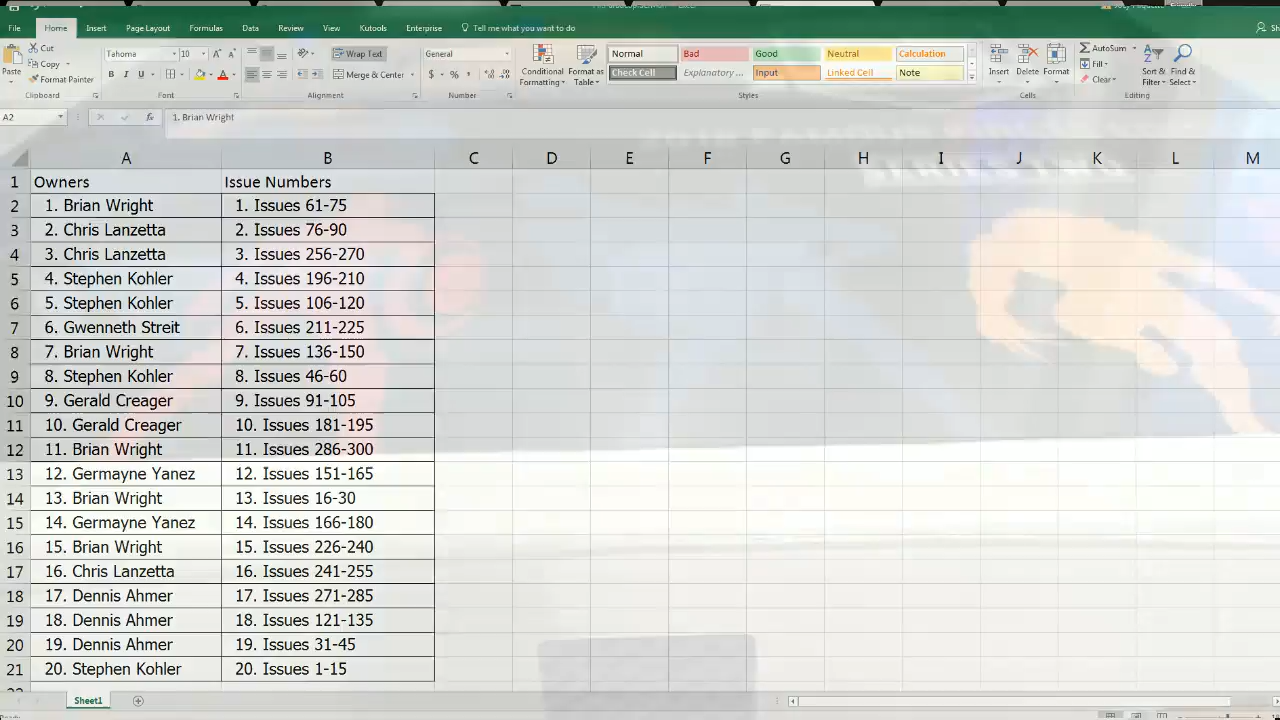 File Home Insert Page Layout Formulas Data Review View Kutools Enterprise Tell me what you want to do
Cut
Copy
Format Painter
Paste
Clipboard
Tahoma 10
B I U
Font
Wrap Text
Merge & Center
Alignment
General
$ % ,
Number
Conditional Formatting
Format as Table
Normal Bad Good Neutral Calculation
Check Cell Explanatory ... Input Linked Cell Note
Styles
Insert Delete Format
Cells
AutoSum
Fill
Clear
Sort & Filter
Find & Select
Editing
A2 fx 1. Brian Wright
A B C D E F G H I J K L M
1 Owners Issue Numbers
2 1. Brian Wright 1. Issues 61-75
3 2. Chris Lanzetta 2. Issues 76-90
4 3. Chris Lanzetta 3. Issues 256-270
5 4. Stephen Kohler 4. Issues 196-210
6 5. Stephen Kohler 5. Issues 106-120
7 6. Gwenneth Streit 6. Issues 211-225
8 7. Brian Wright 7. Issues 136-150
9 8. Stephen Kohler 8. Issues 46-60
10 9. Gerald Creager 9. Issues 91-105
11 10. Gerald Creager 10. Issues 181-195
12 11. Brian Wright 11. Issues 286-300
13 12. Germayne Yanez 12. Issues 151-165
14 13. Brian Wright 13. Issues 16-30
15 14. Germayne Yanez 14. Issues 166-180
16 15. Brian Wright 15. Issues 226-240
17 16. Chris Lanzetta 16. Issues 241-255
18 17. Dennis Ahmer 17. Issues 271-285
19 18. Dennis Ahmer 18. Issues 121-135
20 19. Dennis Ahmer 19. Issues 31-45
21 20. Stephen Kohler 20. Issues 1-15
Sheet1